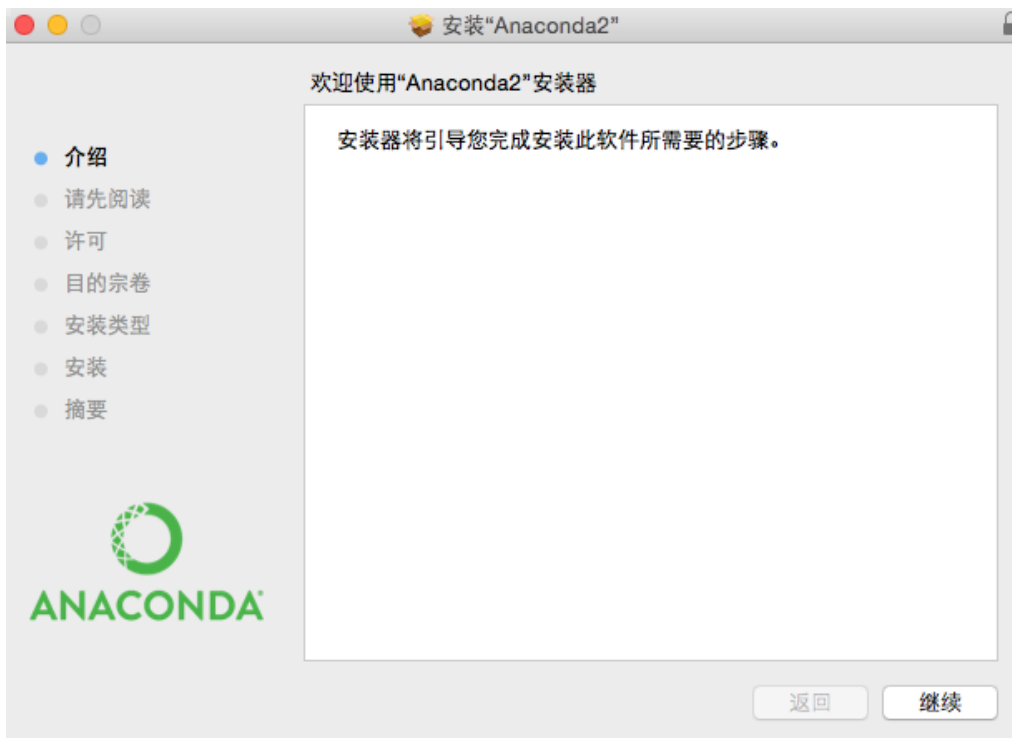 安装“Anaconda2”
欢迎使用“Anaconda2”安装器
安装器将引导您完成安装此软件所需要的步骤。
介绍
请先阅读
许可
目的宗卷
安装类型
安装
摘要
ANACONDA
返回
继续